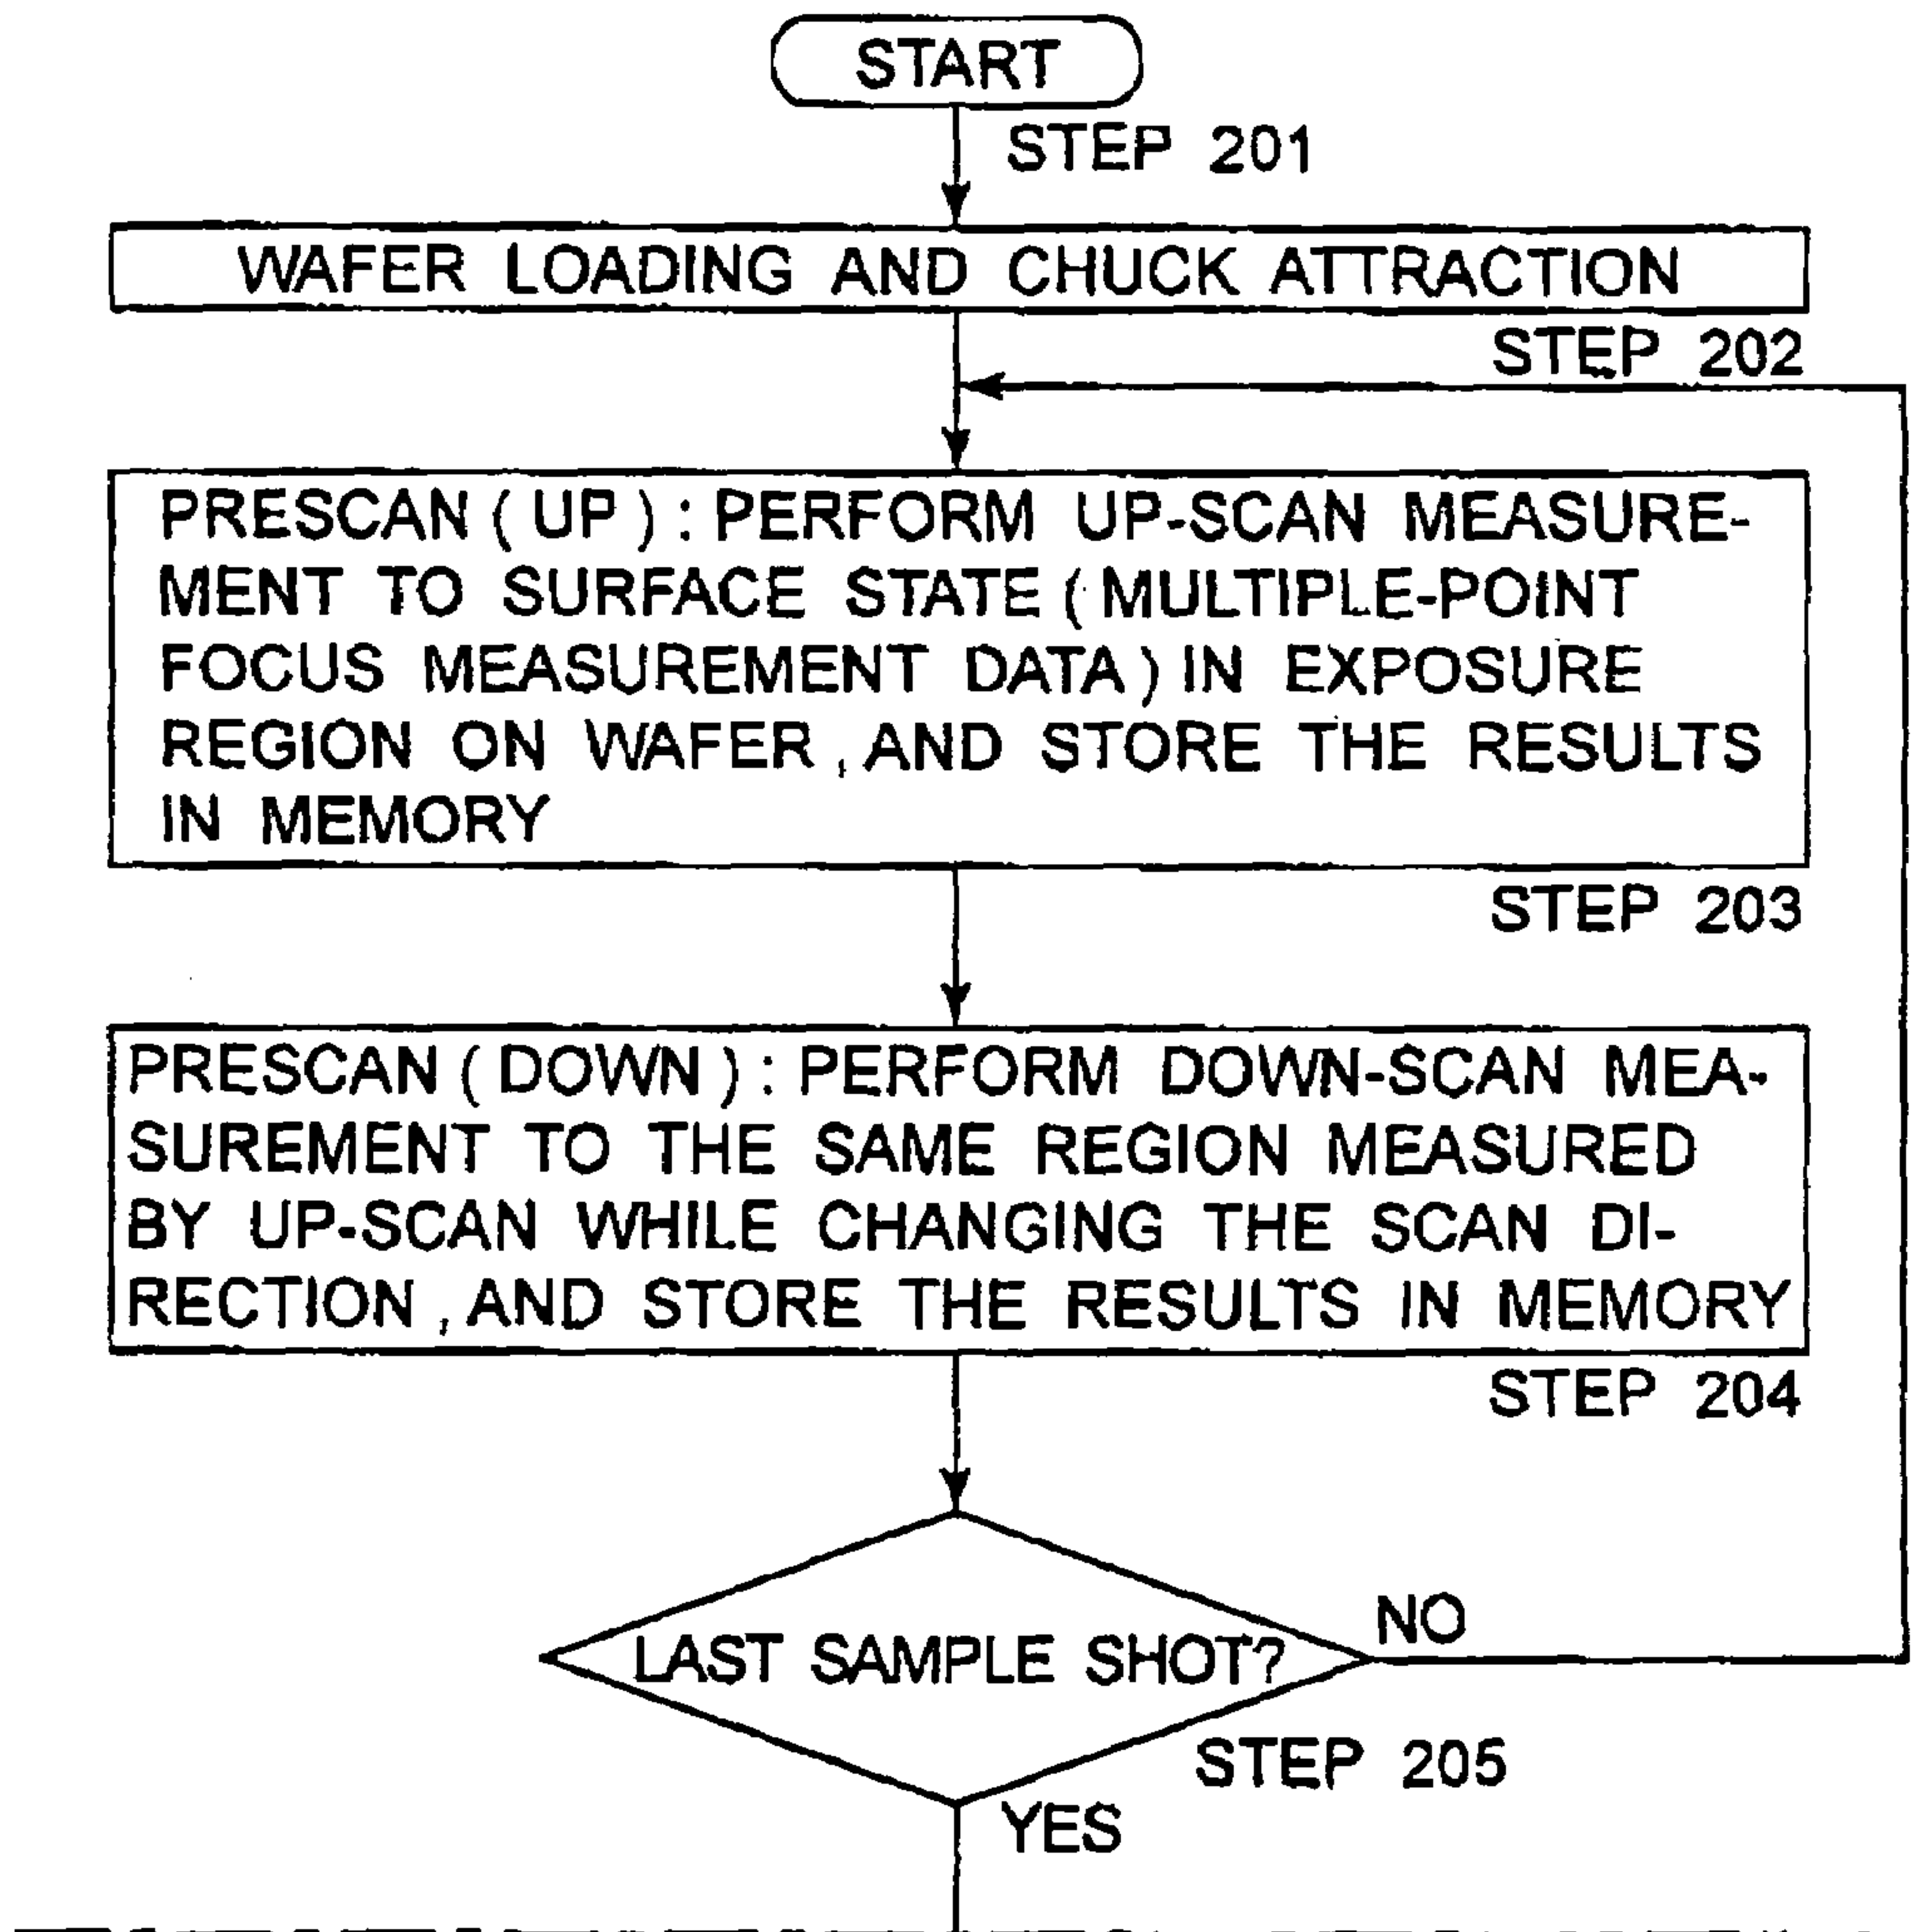 START
STEP 201
WAFER LOADING AND CHUCK ATTRACTION
STEP 202
PRESCAN (UP) : PERFORM UP-SCAN MEASURE-
MENT TO SURFACE STATE (MULTIPLE-POINT
FOCUS MEASUREMENT DATA) IN EXPOSURE
REGION ON WAFER, AND STORE THE RESULTS
IN MEMORY
STEP 203
PRESCAN (DOWN) : PERFORM DOWN-SCAN MEA-
SUREMENT TO THE SAME REGION MEASURED
BY UP-SCAN WHILE CHANGING THE SCAN DI-
RECTION, AND STORE THE RESULTS IN MEMORY
STEP 204
LAST SAMPLE SHOT?
NO
STEP 205
YES